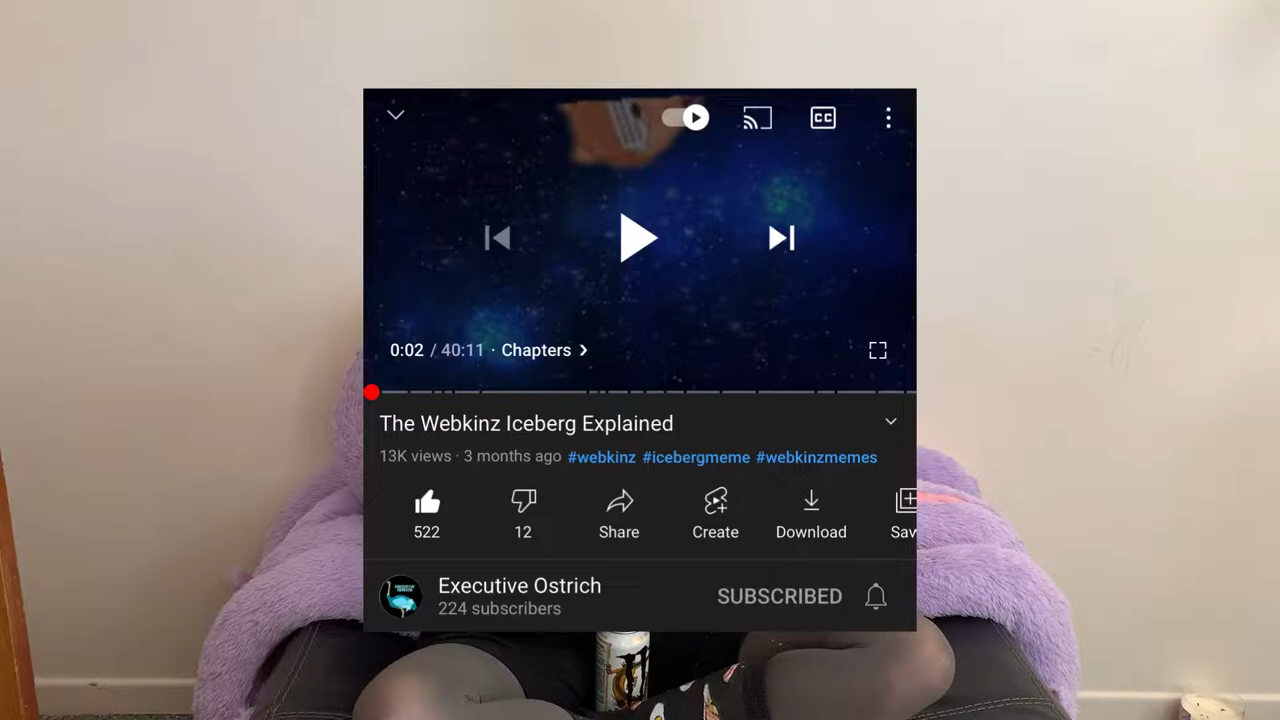 CC
0:02 / 40:11 · Chapters
The Webkinz Iceberg Explained
13K views · 3 months ago #webkinz #icebergmeme #webkinzmemes
522 12 Share Create Download Sav
Executive Ostrich
224 subscribers
SUBSCRIBED